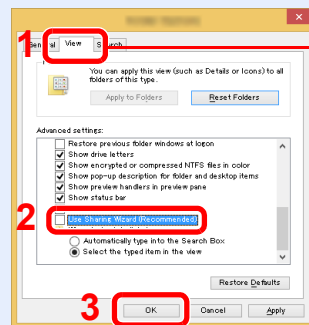 1
General View Search
You can apply this view (such as Details or Icons) to all
folders of this type.
Apply to Folders Reset Folders
Advanced settings:
Restore previous folder windows at logon
Show drive letters
Show encrypted or compressed NTFS files in color
Show pop-up description for folder and desktop items
Show preview handlers in preview pane
Show status bar
2
Use Sharing Wizard (Recommended)
Automatically type into the Search Box
Select the typed item in the view
Restore Defaults
3
OK Cancel Apply